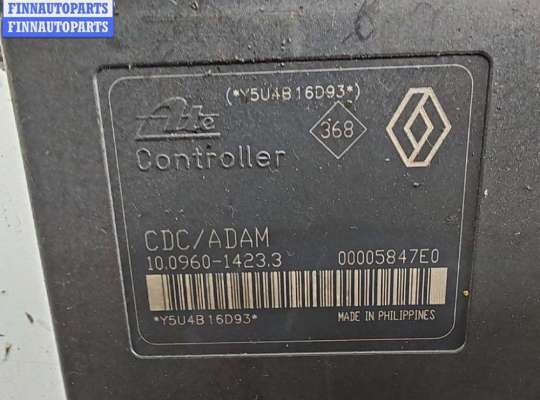 FINNAUTOPARTS
FINNAUTOPARTS
(*Y5U4B16D93*)
Ate
368
Controller
CDC/ADAM
10.0960-1423.3 00005847E0
*Y5U4B16D93* MADE IN PHILIPPINES